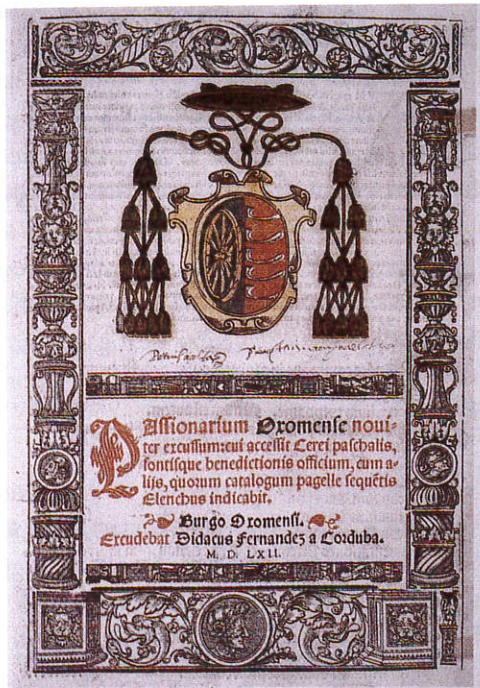 PAssionarium Oxomense noui-
ter excussum: cui accessit Cerei paschalis,
fontisque benedictionis officium, cum a-
liis, quorum catalogum pagelle sequētis
Elenchus indicabit.
Burgo Oxomensi.
Excudebat Didacus Fernandez a Corduba.
M. D. LXII.